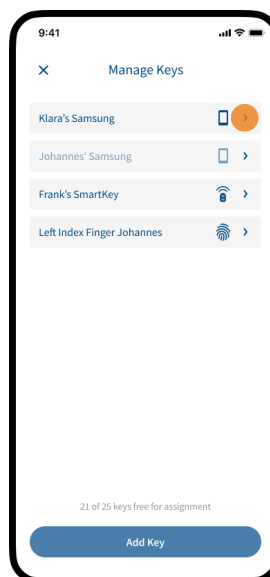 9:41
Manage Keys
Klara's Samsung
Johannes' Samsung
Frank's SmartKey
Left Index Finger Johannes
21 of 25 keys free for assignment
Add Key